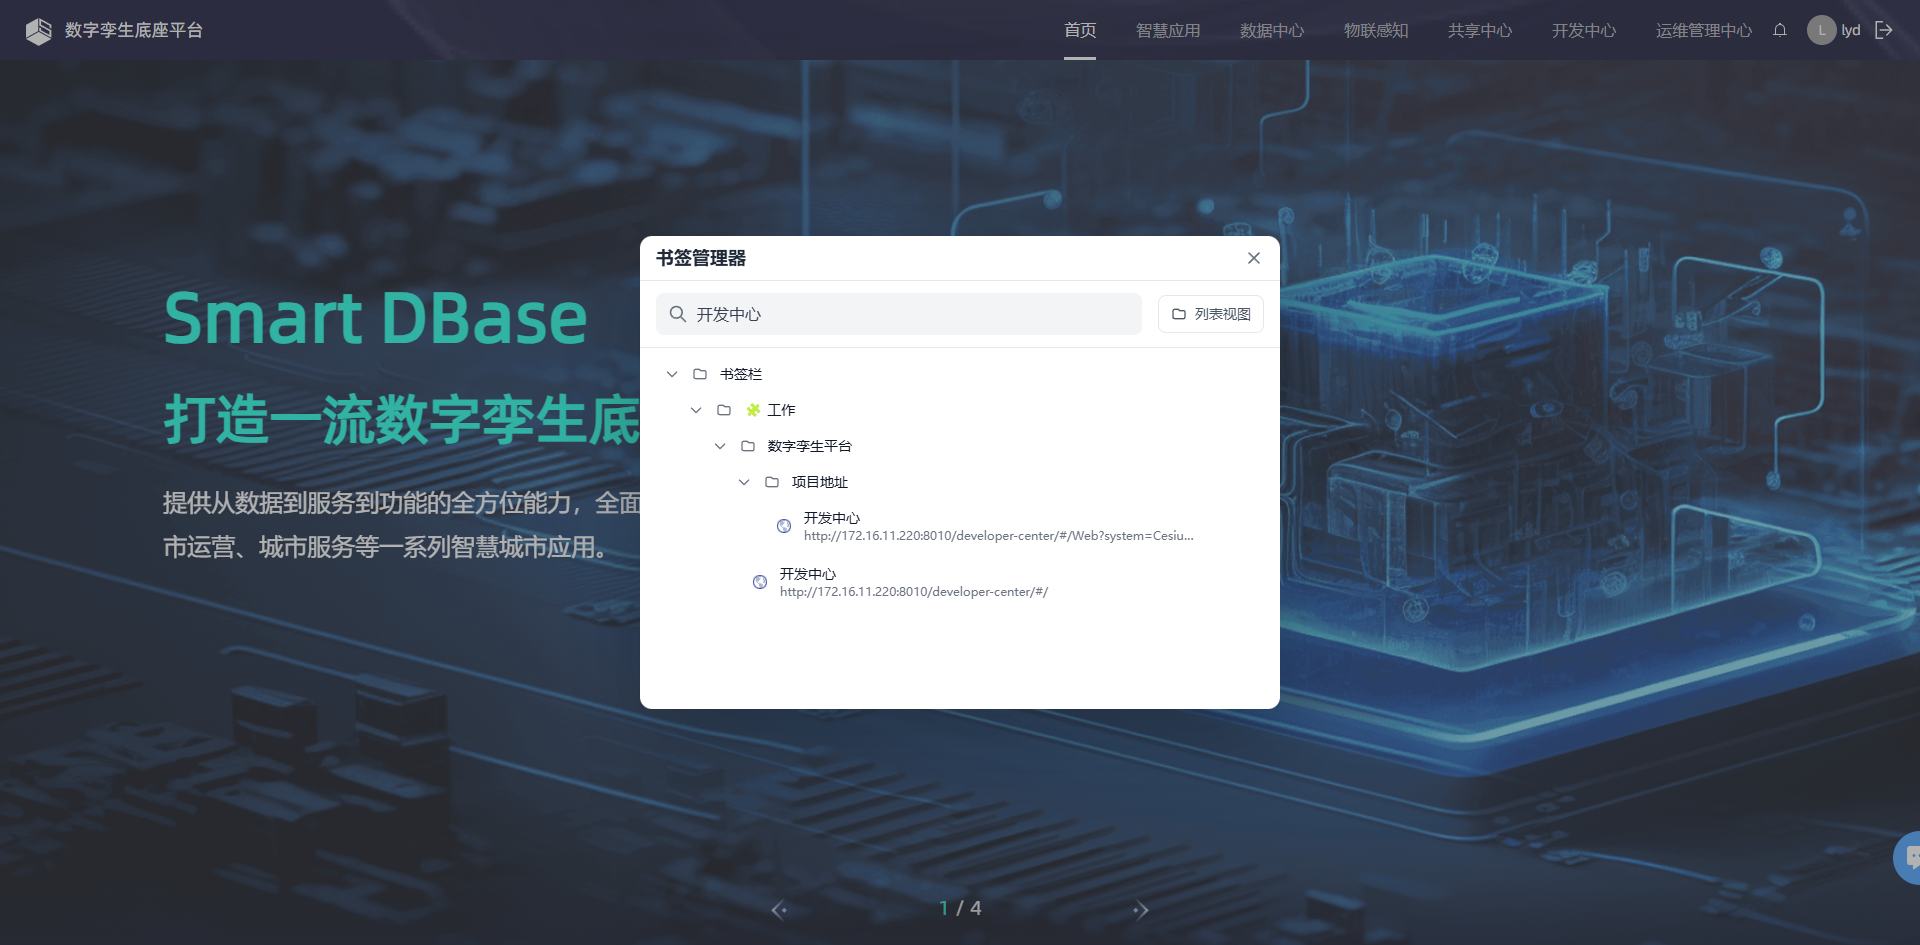 数字孪生底座平台
首页 智慧应用 数据中心 物联感知 共享中心 开发中心 运维管理中心 L lyd
Smart DBase
打造一流数字孪生底
提供从数据到服务到功能的全方位能力，全面
市运营、城市服务等一系列智慧城市应用。
书签管理器
开发中心
列表视图
书签栏
工作
数字孪生平台
项目地址
开发中心
http://172.16.11.220:8010/developer-center/#/Web?system=Cesiu...
开发中心
http://172.16.11.220:8010/developer-center/#/
1 / 4